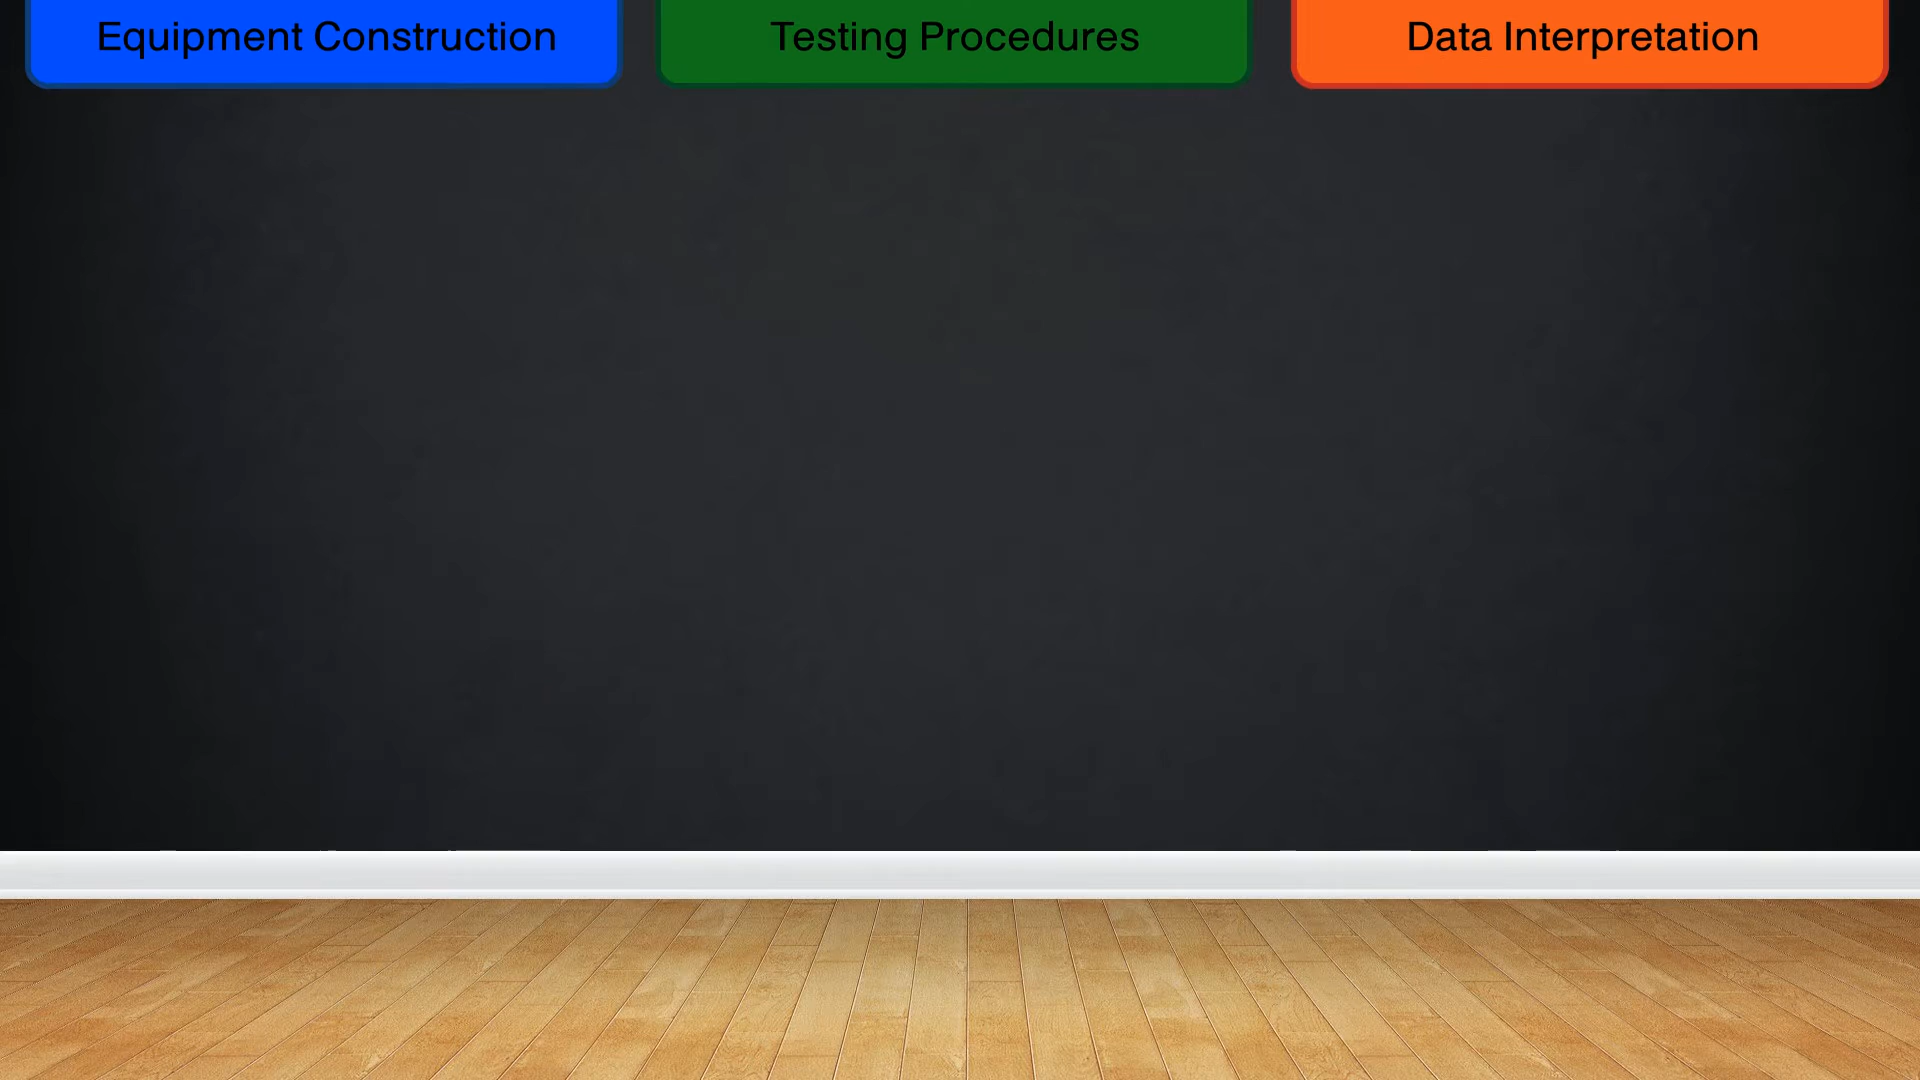 Equipment Construction
Testing Procedures
Data Interpretation